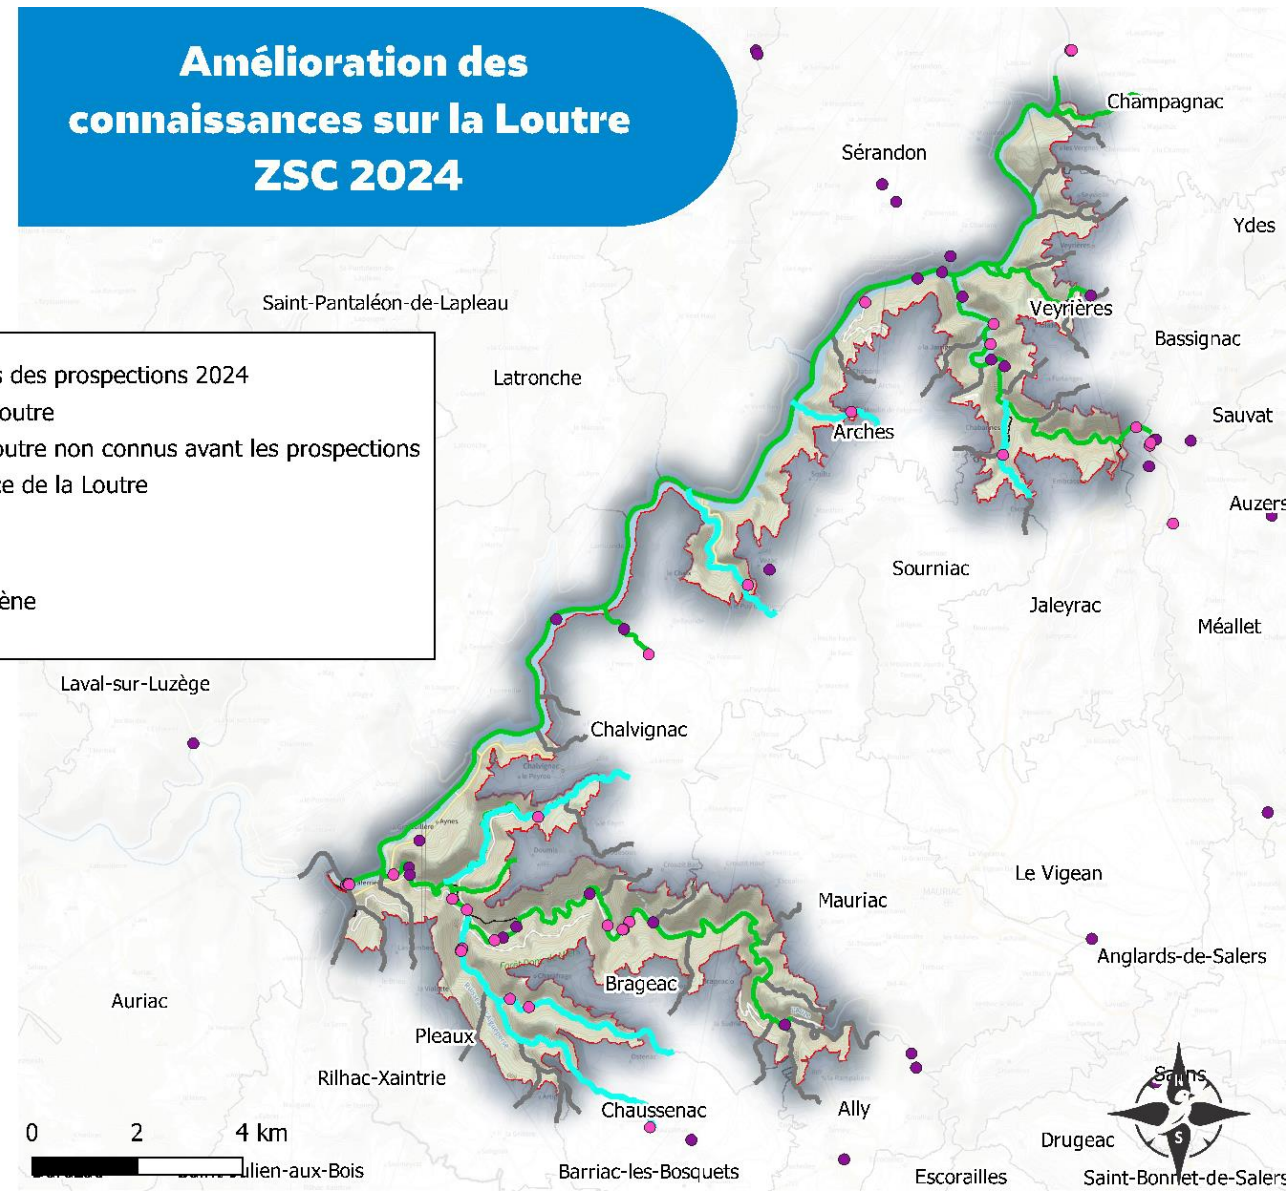 Amélioration des
connaissances sur la Loutre
ZSC 2024
Champagnac
Sérandon
Ydes
Saint-Pantaléon-de-Lapleau
Veyrières
Bassignac
s des prospections 2024
Latronche
outre
Sauvat
Arches
outre non connus avant les prospections
ce de la Loutre
Auzers
Sourniac
ène
Jaleyrac
Méallet
Laval-sur-Luzège
Chalvignac
Le Vigean
Mauriac
Anglards-de-Salers
Brageac
Auriac
Pleaux
Rilhac-Xaintrie
Chaussenac
Ally
S
0 2 4 km
Drugeac
Barriac-les-Bosquets
Escorailles
Saint-Bonnet-de-Salers